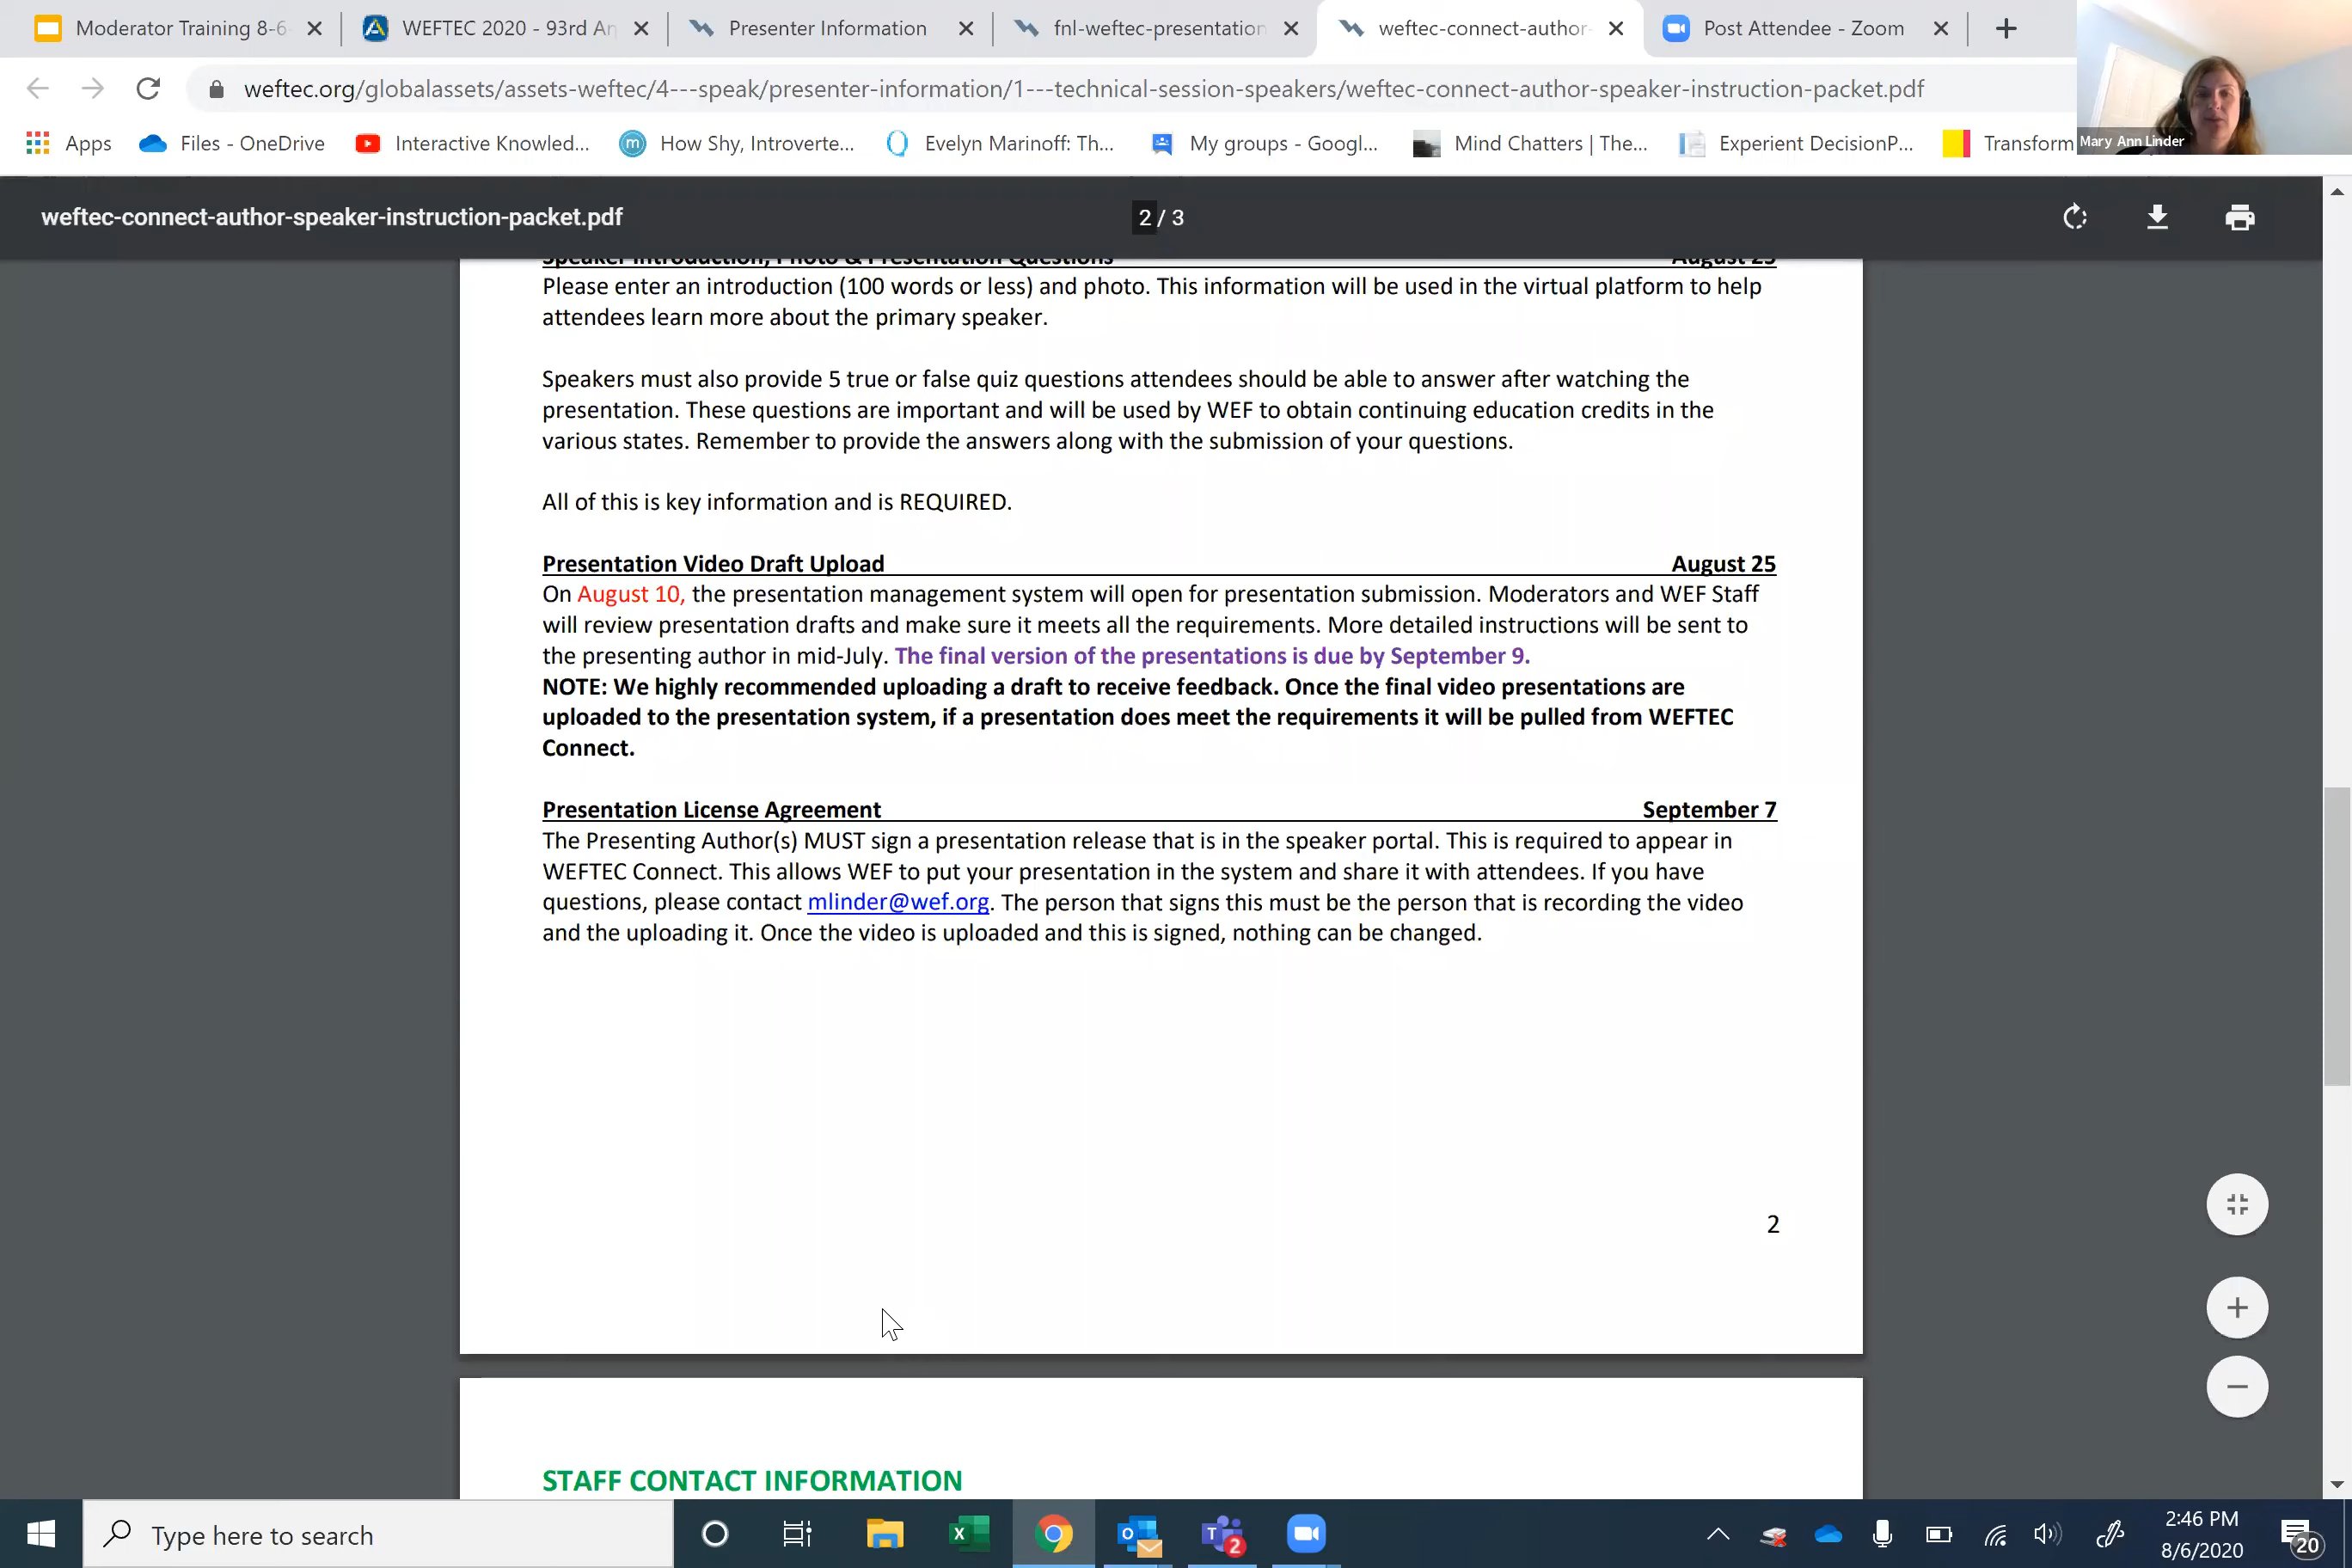 Moderator Training 8-6
WEFTEC 2020 - 93rd An
Presenter Information
fnl-weftec-presentation
weftec-connect-author-
Post Attendee - Zoom
weftec.org/globalassets/assets-weftec/4---speak/presenter-information/1---technical-session-speakers/weftec-connect-author-speaker-instruction-packet.pdf
Mary Ann Linder
Apps
Files - OneDrive
Interactive Knowled...
m
How Shy, Introverte...
Evelyn Marinoff: Th...
My groups - Googl...
Mind Chatters | The...
Experient DecisionP...
Transform
weftec-connect-author-speaker-instruction-packet.pdf
2 / 3
Speaker Introduction, Photo & Presentation Questions August 25
Please enter an introduction (100 words or less) and photo. This information will be used in the virtual platform to help
attendees learn more about the primary speaker.
Speakers must also provide 5 true or false quiz questions attendees should be able to answer after watching the
presentation. These questions are important and will be used by WEF to obtain continuing education credits in the
various states. Remember to provide the answers along with the submission of your questions.
All of this is key information and is REQUIRED.
Presentation Video Draft Upload August 25
On August 10, the presentation management system will open for presentation submission. Moderators and WEF Staff
will review presentation drafts and make sure it meets all the requirements. More detailed instructions will be sent to
the presenting author in mid-July. The final version of the presentations is due by September 9.
NOTE: We highly recommended uploading a draft to receive feedback. Once the final video presentations are
uploaded to the presentation system, if a presentation does meet the requirements it will be pulled from WEFTEC
Connect.
Presentation License Agreement September 7
The Presenting Author(s) MUST sign a presentation release that is in the speaker portal. This is required to appear in
WEFTEC Connect. This allows WEF to put your presentation in the system and share it with attendees. If you have
questions, please contact mlinder@wef.org. The person that signs this must be the person that is recording the video
and the uploading it. Once the video is uploaded and this is signed, nothing can be changed.
2
STAFF CONTACT INFORMATION
Type here to search
2:46 PM
8/6/2020
2
20